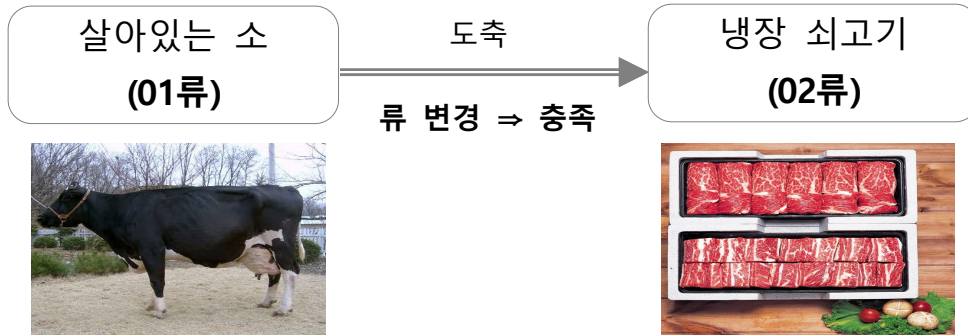 살아있는 소
(01류)
도축
류 변경 ⇒ 충족
냉장 쇠고기
(02류)